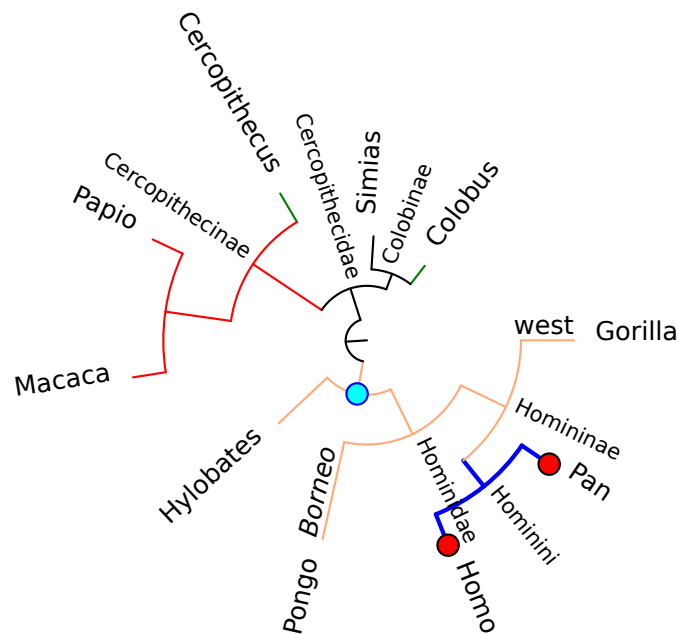 Cercopithecus
Cercopithecidae
Simias
Colobinae
Colobus
Cercopithecinae
Papio
west
Gorilla
Macaca
Homininae
Hylobates
Borneo
Hominidae
Pan
Hominini
Pongo
Homo